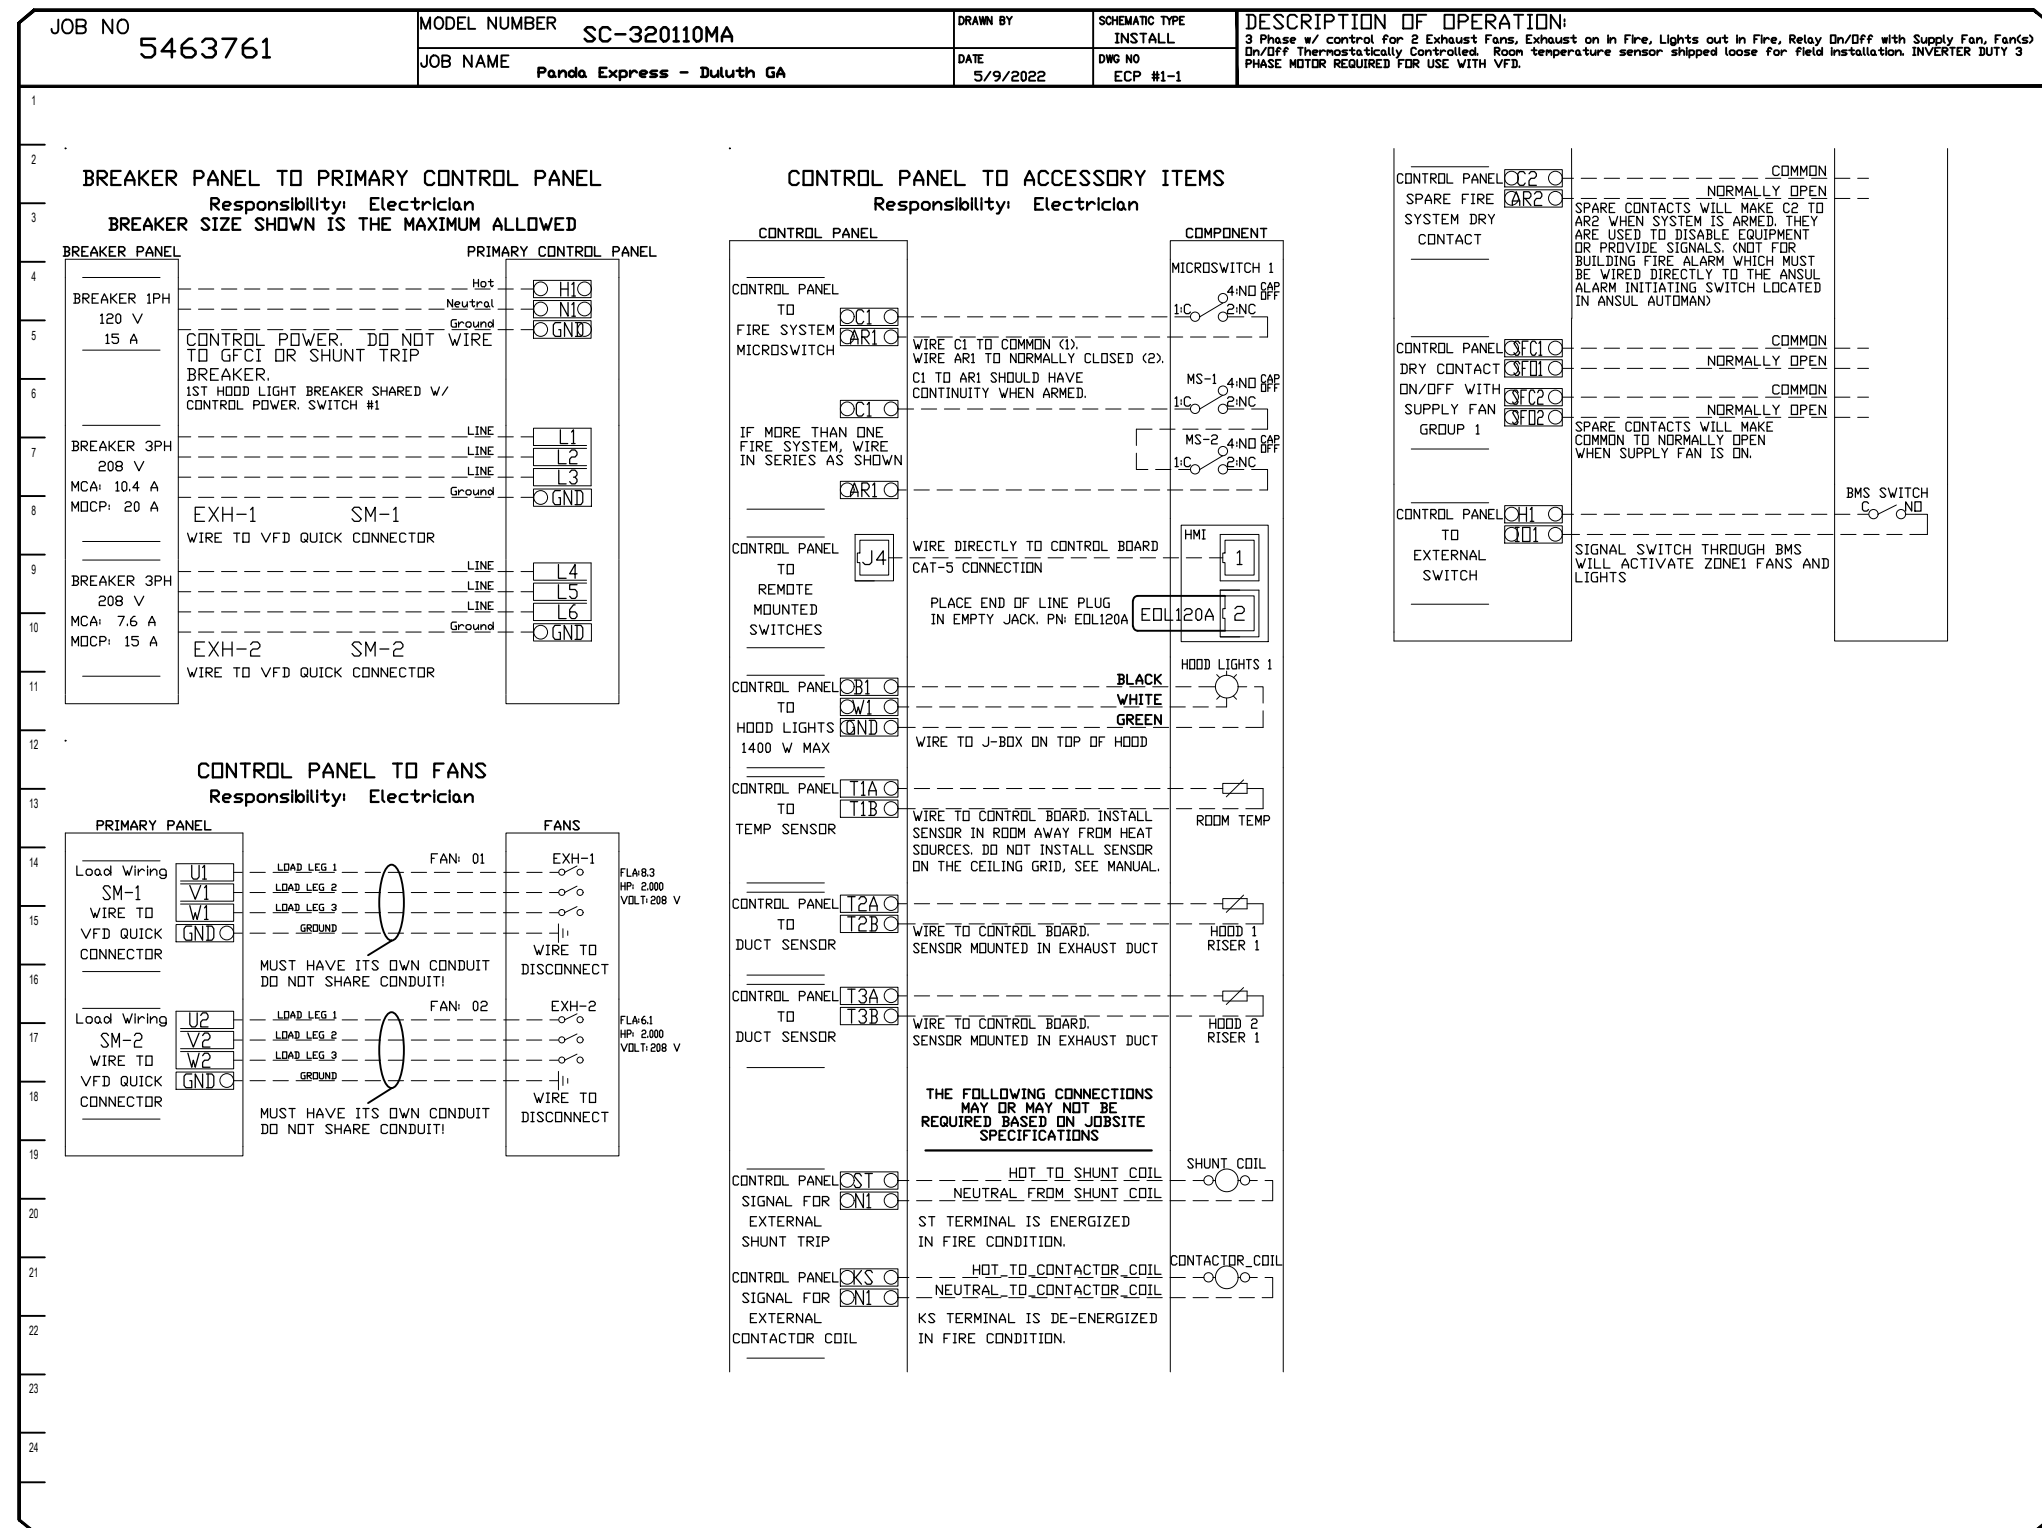 JOB NO 5463761
MODEL NUMBER SC-320110MA
JOB NAME Panda Express - Duluth GA
DRAWN BY
DATE 5/9/2022
SCHEMATIC TYPE INSTALL
DWG NO ECP #1-1
DESCRIPTION OF OPERATION:
3 Phase w/ control for 2 Exhaust Fans, Exhaust on in Fire, Lights out in Fire, Relay On/Off with Supply Fan, Fan(s)
On/Off Thermostatically Controlled. Room temperature sensor shipped loose for field installation. INVERTER DUTY 3
PHASE MOTOR REQUIRED FOR USE WITH VFD.
1
2
3
4
5
6
7
8
9
10
11
12
13
14
15
16
17
18
19
20
21
22
23
24
BREAKER PANEL TO PRIMARY CONTROL PANEL
Responsibility: Electrician
BREAKER SIZE SHOWN IS THE MAXIMUM ALLOWED
BREAKER PANEL
PRIMARY CONTROL PANEL
BREAKER 1PH
120 V
15 A
Hot H1
Neutral N1
Ground GND
CONTROL POWER. DO NOT WIRE
TO GFCI OR SHUNT TRIP
BREAKER.
1ST HOOD LIGHT BREAKER SHARED W/
CONTROL POWER. SWITCH #1
BREAKER 3PH
208 V
MCA: 10.4 A
MOCP: 20 A
LINE L1
LINE L2
LINE L3
Ground GND
EXH-1 SM-1
WIRE TO VFD QUICK CONNECTOR
BREAKER 3PH
208 V
MCA: 7.6 A
MOCP: 15 A
LINE L4
LINE L5
LINE L6
Ground GND
EXH-2 SM-2
WIRE TO VFD QUICK CONNECTOR
CONTROL PANEL TO FANS
Responsibility: Electrician
PRIMARY PANEL
FANS
Load Wiring
SM-1
WIRE TO
VFD QUICK
CONNECTOR
U1 LOAD LEG 1
V1 LOAD LEG 2
W1 LOAD LEG 3
GND GROUND
FAN: 01
EXH-1
FLA:8.3
HP: 2.000
VOLT: 208 V
WIRE TO
DISCONNECT
MUST HAVE ITS OWN CONDUIT
DO NOT SHARE CONDUIT!
Load Wiring
SM-2
WIRE TO
VFD QUICK
CONNECTOR
U2 LOAD LEG 1
V2 LOAD LEG 2
W2 LOAD LEG 3
GND GROUND
FAN: 02
EXH-2
FLA:6.1
HP: 2.000
VOLT: 208 V
WIRE TO
DISCONNECT
MUST HAVE ITS OWN CONDUIT
DO NOT SHARE CONDUIT!
CONTROL PANEL TO ACCESSORY ITEMS
Responsibility: Electrician
CONTROL PANEL
COMPONENT
CONTROL PANEL
TO
FIRE SYSTEM
MICROSWITCH
C1
AR1
MICROSWITCH 1
4:NO CAP OFF
1:C 2:NC
WIRE C1 TO COMMON (1).
WIRE AR1 TO NORMALLY CLOSED (2).
C1 TO AR1 SHOULD HAVE
CONTINUITY WHEN ARMED.
C1
MS-1 4:NO CAP OFF
1:C 2:NC
IF MORE THAN ONE
FIRE SYSTEM, WIRE
IN SERIES AS SHOWN
MS-2 4:NO CAP OFF
1:C 2:NC
AR1
CONTROL PANEL
TO
REMOTE
MOUNTED
SWITCHES
J4
WIRE DIRECTLY TO CONTROL BOARD
CAT-5 CONNECTION
HMI
1
PLACE END OF LINE PLUG
IN EMPTY JACK. PN: EOL120A
EOL120A
2
CONTROL PANEL
TO
HOOD LIGHTS
1400 W MAX
B1 BLACK
W1 WHITE
GND GREEN
HOOD LIGHTS 1
WIRE TO J-BOX ON TOP OF HOOD
CONTROL PANEL
TO
TEMP SENSOR
T1A
T1B
WIRE TO CONTROL BOARD. INSTALL
SENSOR IN ROOM AWAY FROM HEAT
SOURCES. DO NOT INSTALL SENSOR
ON THE CEILING GRID, SEE MANUAL.
ROOM TEMP
CONTROL PANEL
TO
DUCT SENSOR
T2A
T2B
WIRE TO CONTROL BOARD.
SENSOR MOUNTED IN EXHAUST DUCT
HOOD 1
RISER 1
CONTROL PANEL
TO
DUCT SENSOR
T3A
T3B
WIRE TO CONTROL BOARD.
SENSOR MOUNTED IN EXHAUST DUCT
HOOD 2
RISER 1
THE FOLLOWING CONNECTIONS
MAY OR MAY NOT BE
REQUIRED BASED ON JOBSITE
SPECIFICATIONS
CONTROL PANEL
SIGNAL FOR
EXTERNAL
SHUNT TRIP
ST HOT TO SHUNT COIL
N1 NEUTRAL FROM SHUNT COIL
SHUNT COIL
ST TERMINAL IS ENERGIZED
IN FIRE CONDITION.
CONTROL PANEL
SIGNAL FOR
EXTERNAL
CONTACTOR COIL
KS HOT TO CONTACTOR COIL
N1 NEUTRAL TO CONTACTOR COIL
CONTACTOR COIL
KS TERMINAL IS DE-ENERGIZED
IN FIRE CONDITION.
CONTROL PANEL
SPARE FIRE
SYSTEM DRY
CONTACT
C2 COMMON
AR2 NORMALLY OPEN
SPARE CONTACTS WILL MAKE C2 TO
AR2 WHEN SYSTEM IS ARMED. THEY
ARE USED TO DISABLE EQUIPMENT
OR PROVIDE SIGNALS. (NOT FOR
BUILDING FIRE ALARM WHICH MUST
BE WIRED DIRECTLY TO THE ANSUL
ALARM INITIATING SWITCH LOCATED
IN ANSUL AUTOMAN)
CONTROL PANEL
DRY CONTACT
ON/OFF WITH
SUPPLY FAN
GROUP 1
SFC1 COMMON
SFO1 NORMALLY OPEN
SFC2 COMMON
SFO2 NORMALLY OPEN
SPARE CONTACTS WILL MAKE
COMMON TO NORMALLY OPEN
WHEN SUPPLY FAN IS ON.
CONTROL PANEL
TO
EXTERNAL
SWITCH
H1
IO1
BMS SWITCH
C NO
SIGNAL SWITCH THROUGH BMS
WILL ACTIVATE ZONE1 FANS AND
LIGHTS